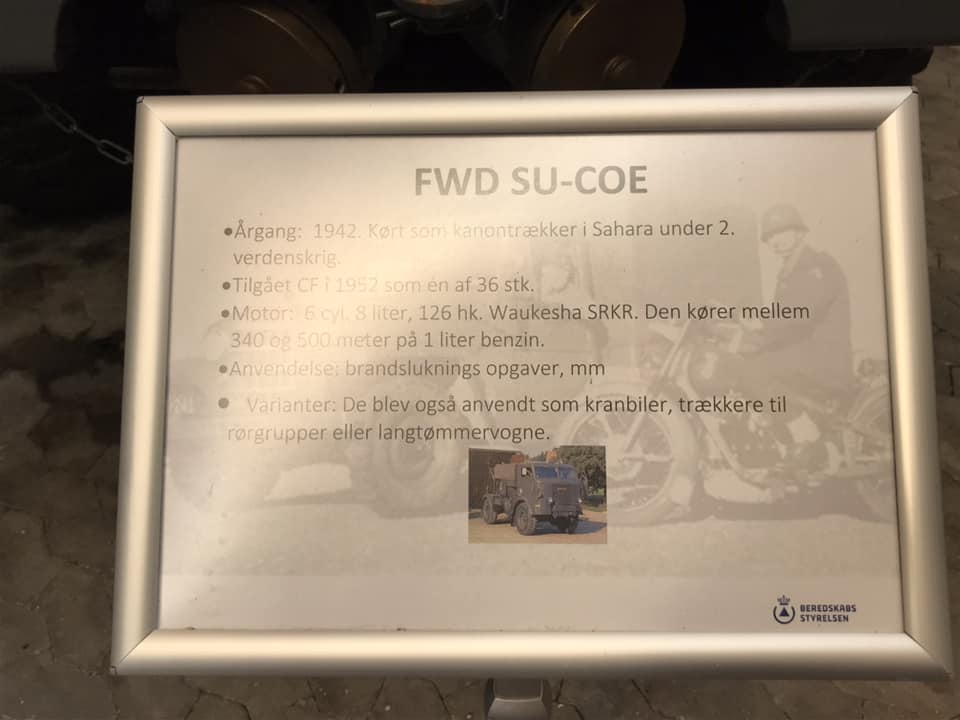 FWD SU-COE
•Årgang: 1942. Kørt som kanontrækker i Sahara under 2.
verdenskrig.
•Tilgået CF i 1952 som én af 36 stk.
•Motor: 6 cyl. 8 liter, 126 hk. Waukesha SRKR. Den kører mellem
340 og 500 meter på 1 liter benzin.
•Anvendelse: brandsluknings opgaver, mm
• Varianter: De blev også anvendt som kranbiler, trækkere til
rørgrupper eller langtømmervogne.
BEREDSKABS
STYRELSEN